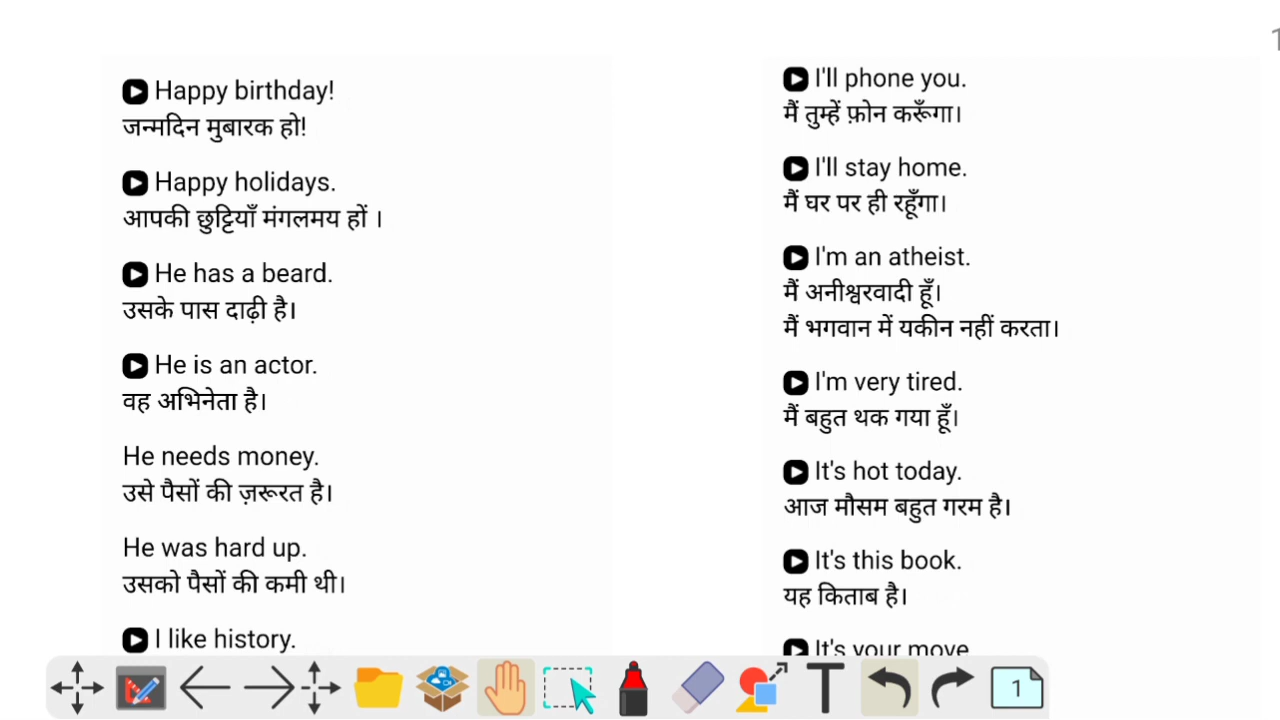 1
Happy birthday!
जन्मदिन मुबारक हो!
Happy holidays.
आपकी छुट्टियाँ मंगलमय हों ।
He has a beard.
उसके पास दाढ़ी है।
He is an actor.
वह अभिनेता है।
He needs money.
उसे पैसों की ज़रूरत है।
He was hard up.
उसको पैसों की कमी थी।
I like history.
I'll phone you.
मैं तुम्हें फ़ोन करूँगा।
I'll stay home.
मैं घर पर ही रहूँगा।
I'm an atheist.
मैं अनीश्वरवादी हूँ।
मैं भगवान में यकीन नहीं करता।
I'm very tired.
मैं बहुत थक गया हूँ।
It's hot today.
आज मौसम बहुत गरम है।
It's this book.
यह किताब है।
It's your move
T
1